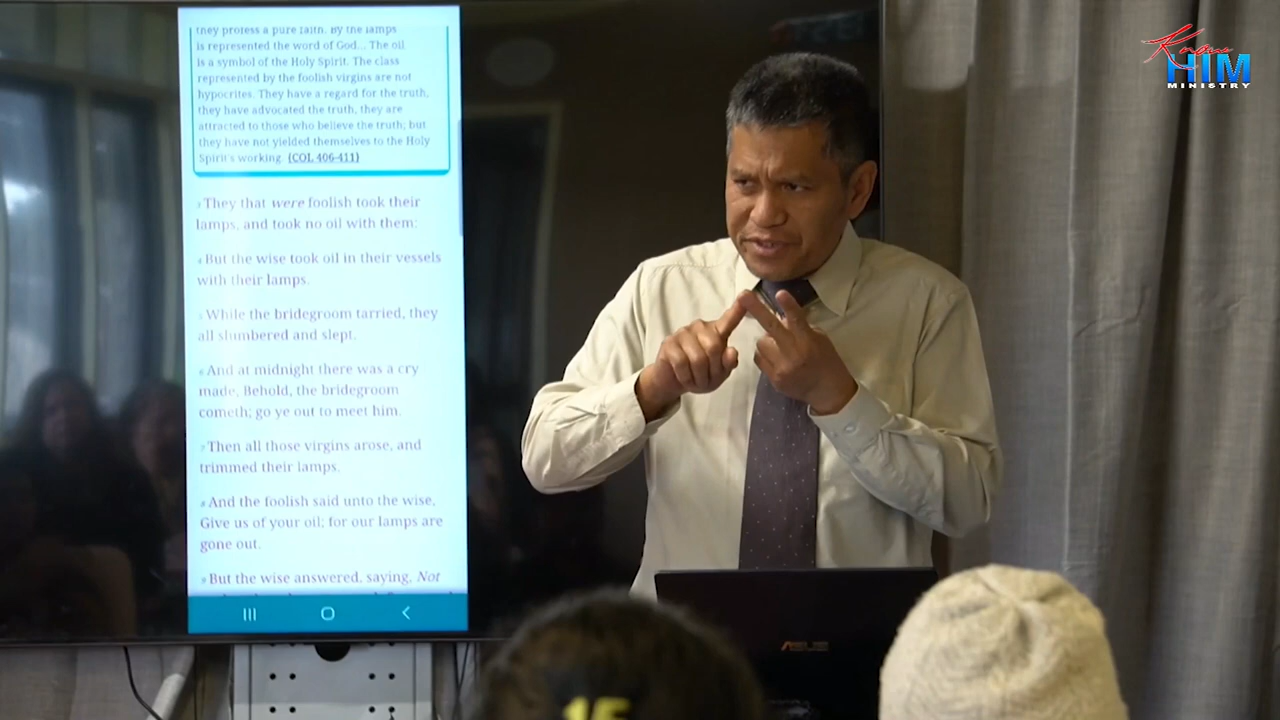 they profess a pure faith. By the lamps
is represented the word of God... The oil
is a symbol of the Holy Spirit. The class
represented by the foolish virgins are not
hypocrites. They have a regard for the truth,
they have advocated the truth, they are
attracted to those who believe the truth; but
they have not yielded themselves to the Holy
Spirit's working. (COL 406-411)
3 They that were foolish took their
lamps, and took no oil with them:
4 But the wise took oil in their vessels
with their lamps.
5 While the bridegroom tarried, they
all slumbered and slept.
6 And at midnight there was a cry
made, Behold, the bridegroom
cometh; go ye out to meet him.
7 Then all those virgins arose, and
trimmed their lamps.
8 And the foolish said unto the wise,
Give us of your oil; for our lamps are
gone out.
9 But the wise answered, saying, Not
Know
HIM
MINISTRY
ASUS
15